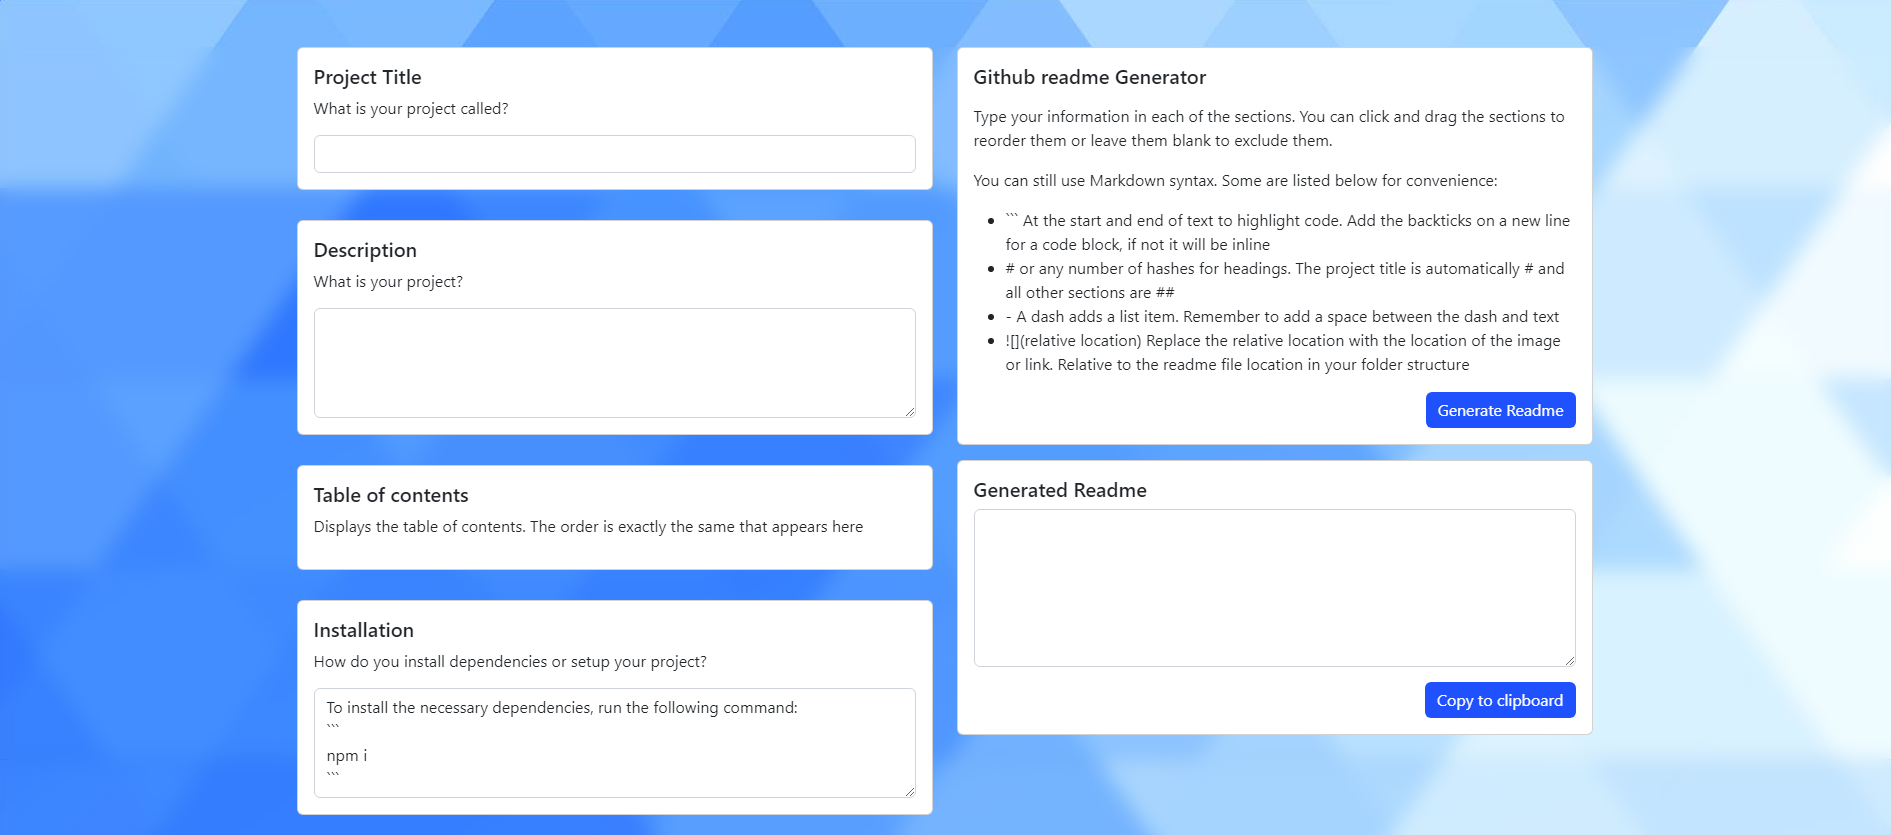 Project Title
What is your project called?
Description
What is your project?
Table of contents
Displays the table of contents. The order is exactly the same that appears here
Installation
How do you install dependencies or setup your project?
To install the necessary dependencies, run the following command:
```
npm i
```
Github readme Generator
Type your information in each of the sections. You can click and drag the sections to
reorder them or leave them blank to exclude them.
You can still use Markdown syntax. Some are listed below for convenience:
• ``` At the start and end of text to highlight code. Add the backticks on a new line
for a code block, if not it will be inline
• # or any number of hashes for headings. The project title is automatically # and
all other sections are ##
• - A dash adds a list item. Remember to add a space between the dash and text
• ![](relative location) Replace the relative location with the location of the image
or link. Relative to the readme file location in your folder structure
Generate Readme
Generated Readme
Copy to clipboard